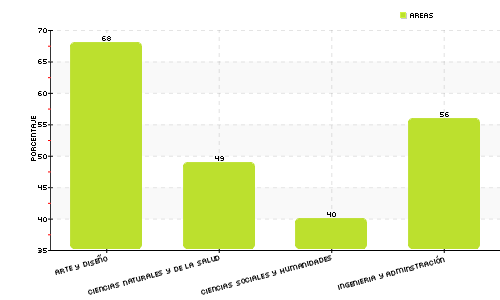 AREAS
70
68
65
60
56
55
50
49
45
40
40
35
PORCENTAJE
ARTE y DISEÑO
CIENCIAS NATURALES y DE LA SALUD
CIENCIAS SOCIALES y HUMANIDADES
INGENIERIA y ADMINSTRACIÓN